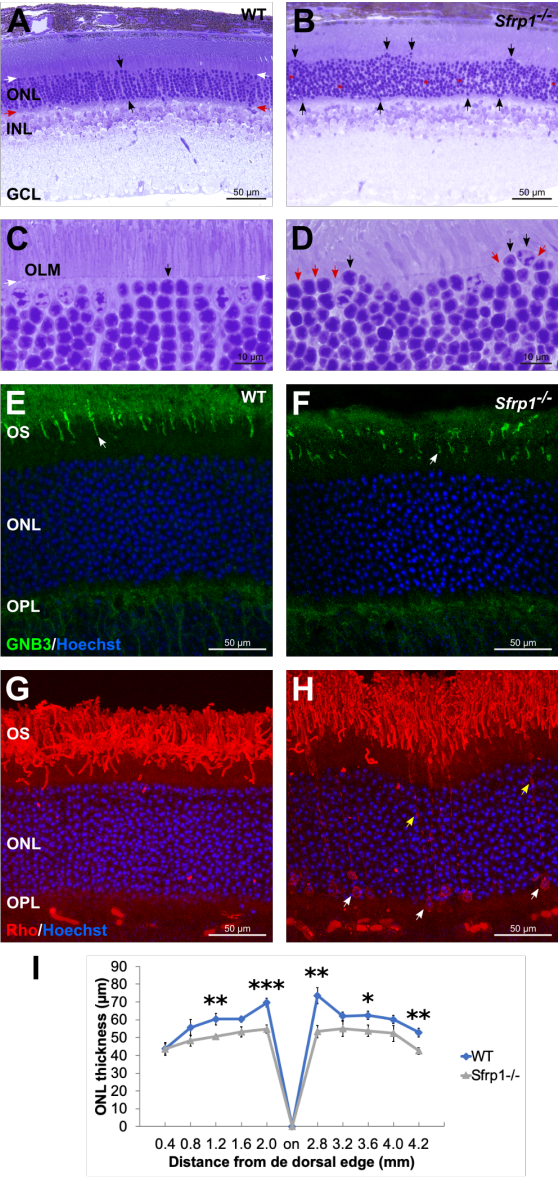 A WT
ONL
INL
GCL
50 µm
B Sfrp1-/-
50 µm
C
OLM
10 µm
D
10 µm
E WT
OS
ONL
OPL
GNB3/Hoechst
50 µm
F Sfrp1-/-
50 µm
G
OS
ONL
OPL
Rho/Hoechst
50 µm
H
50 µm
I
ONL thickness (µm)
90
80
70
60
50
40
30
20
10
0
** *** ** * **
0.4 0.8 1.2 1.6 2.0 on 2.8 3.2 3.6 4.0 4.2
Distance from de dorsal edge (mm)
WT
Sfrp1-/-